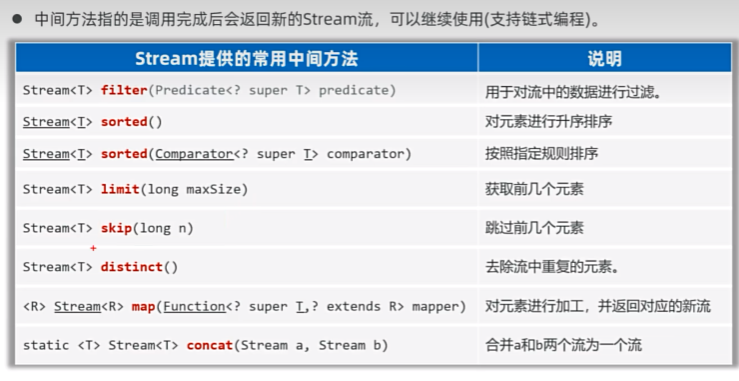 ● 中间方法指的是调用完成后会返回新的Stream流，可以继续使用(支持链式编程)。
Stream提供的常用中间方法 说明
Stream<T> filter(Predicate<? super T> predicate) 用于对流中的数据进行过滤。
Stream<T> sorted() 对元素进行升序排序
Stream<T> sorted(Comparator<? super T> comparator) 按照指定规则排序
Stream<T> limit(long maxSize) 获取前几个元素
Stream<T> skip(long n) 跳过前几个元素
Stream<T> distinct() 去除流中重复的元素。
<R> Stream<R> map(Function<? super T,? extends R> mapper) 对元素进行加工，并返回对应的新流
static <T> Stream<T> concat(Stream a, Stream b) 合并a和b两个流为一个流